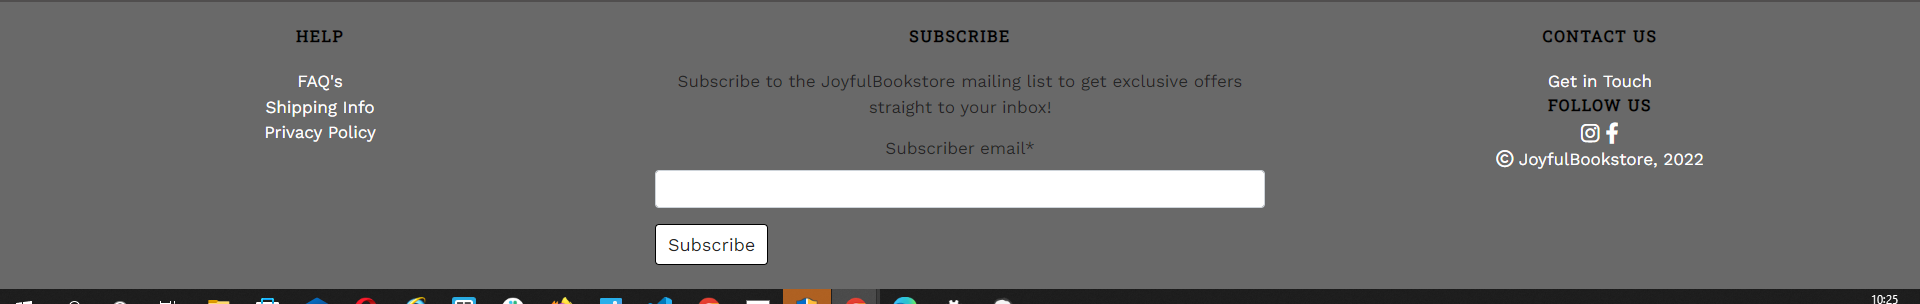 HELP
FAQ's
Shipping Info
Privacy Policy
SUBSCRIBE
Subscribe to the JoyfulBookstore mailing list to get exclusive offers
straight to your inbox!
Subscriber email*
Subscribe
CONTACT US
Get in Touch
FOLLOW US
© JoyfulBookstore, 2022
10:25